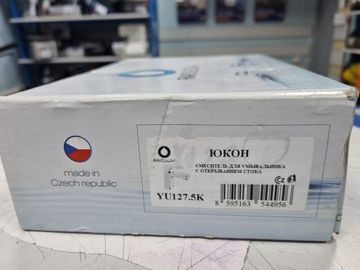 made in
Czech republic
ЮКОН
СМЕСИТЕЛЬ ДЛЯ УМЫВАЛЬНИКА
С ОТКРЫВАНИЕМ СТОКА
YU127.5K
8 595163 544956